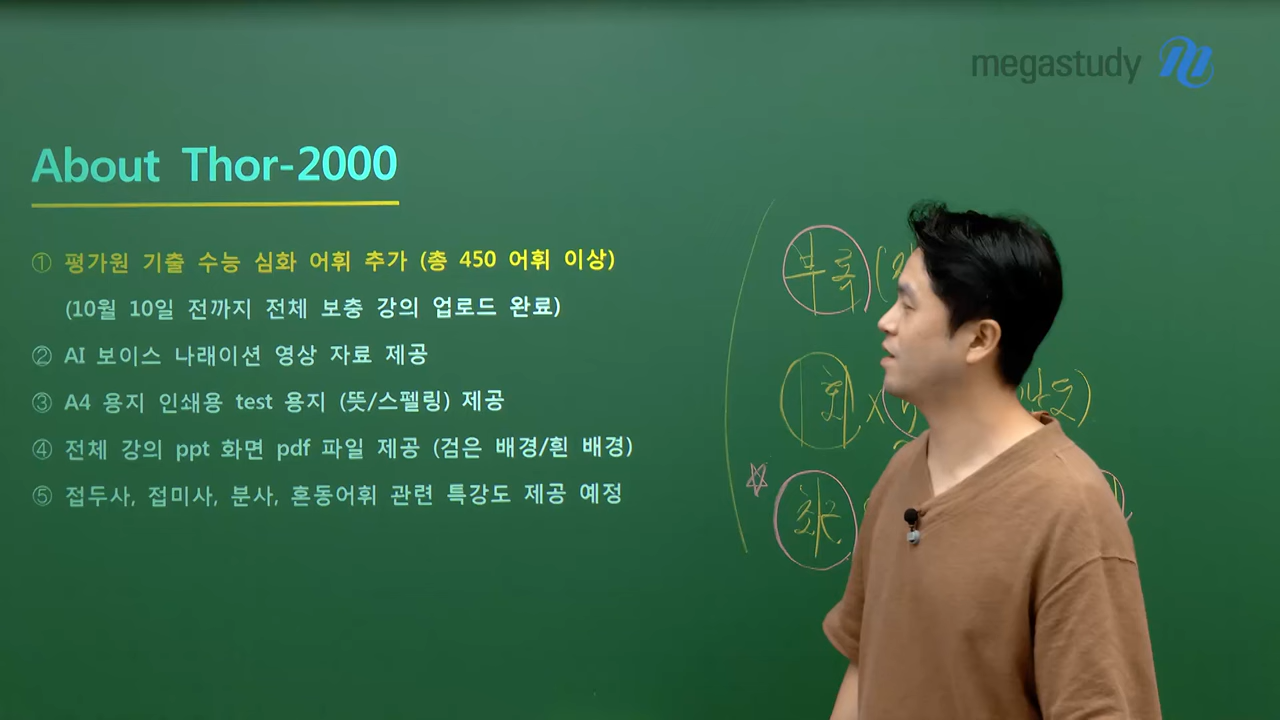 megastudy
About Thor-2000
① 평가원 기출 수능 심화 어휘 추가 (총 450 어휘 이상)
(10월 10일 전까지 전체 보충 강의 업로드 완료)
② AI 보이스 나래이션 영상 자료 제공
③ A4 용지 인쇄용 test 용지 (뜻/스펠링) 제공
④ 전체 강의 ppt 화면 pdf 파일 제공 (검은 배경/흰 배경)
⑤ 접두사, 접미사, 분사, 혼동어휘 관련 특강도 제공 예정
부록